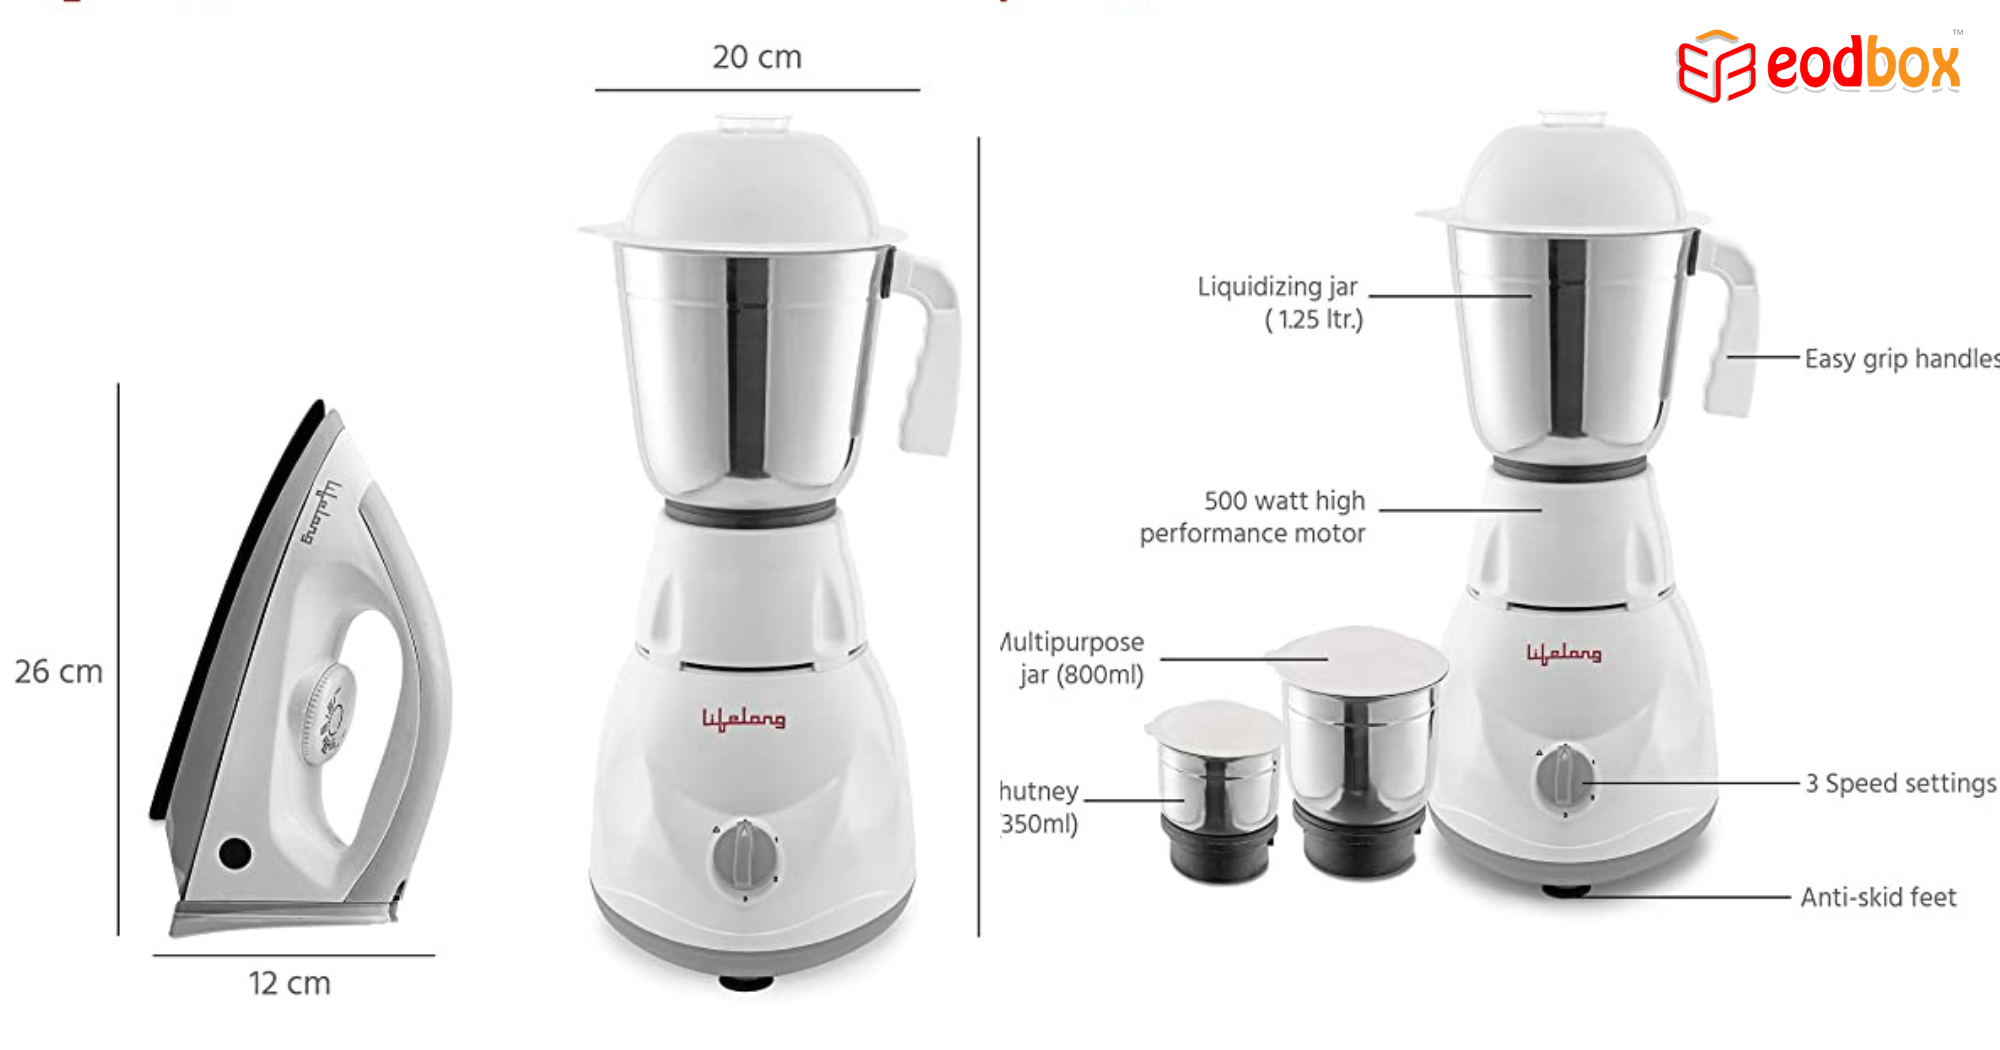 eodbox
TM
20 cm
Lifelong
26 cm
12 cm
Lifelong
Liquidizing jar
( 1.25 ltr.)
Easy grip handles
500 watt high
performance motor
jar (800ml)
Lifelong
350ml)
3 Speed settings
Anti-skid feet